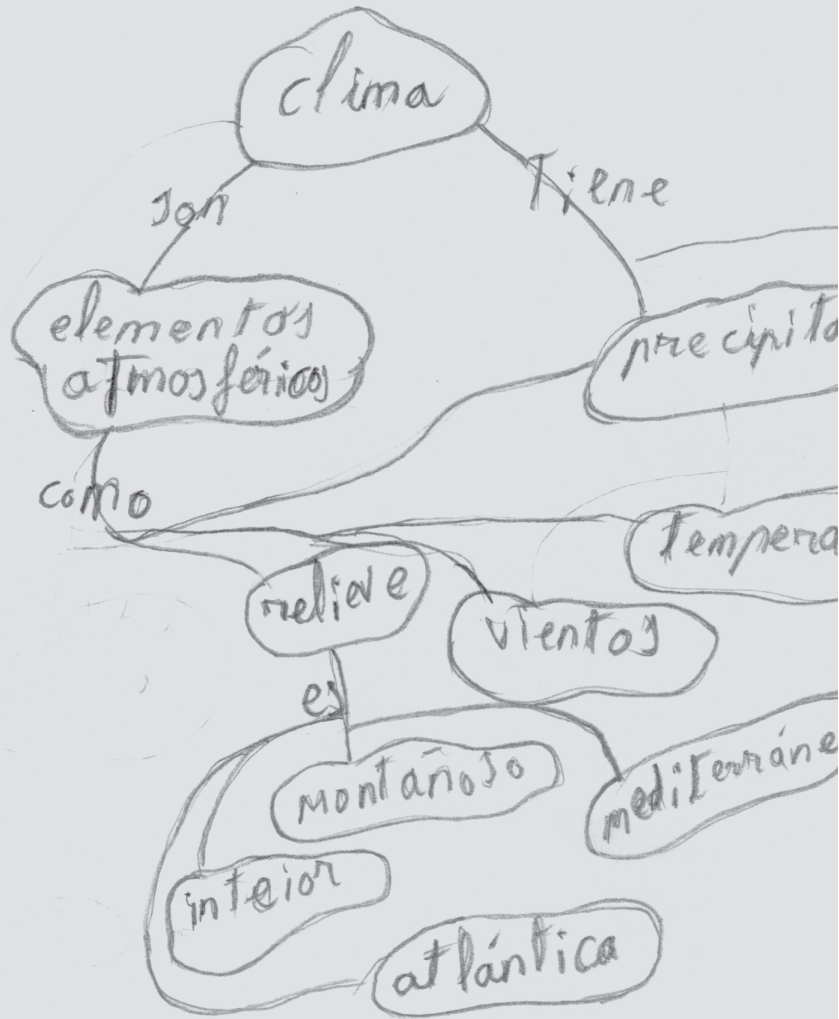 clima
son
Tiene
elementos
atmosféricos
precipita
como
Tempera
relieve
vientos
es
montañoso
mediterráne
inteior
atlántica